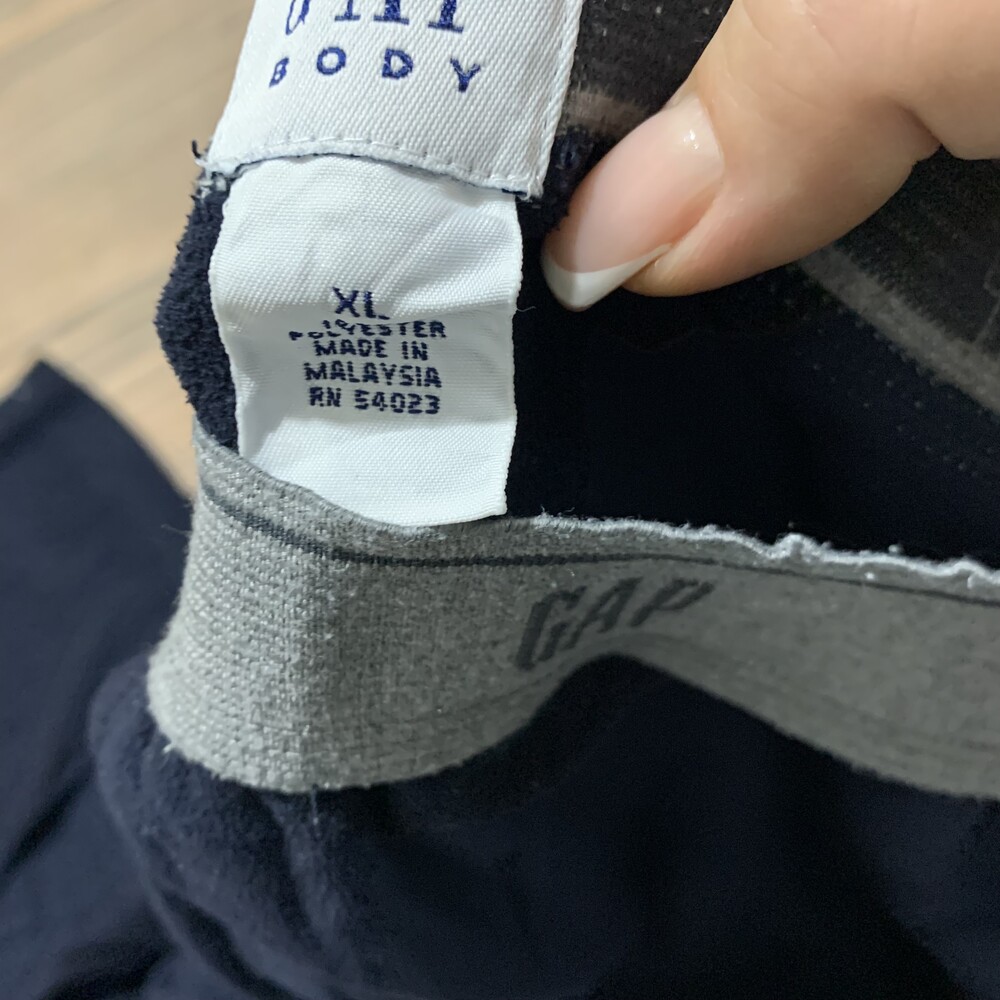 BODY
XL
POLYESTER
MADE IN
MALAYSIA
RN 54023
GAP